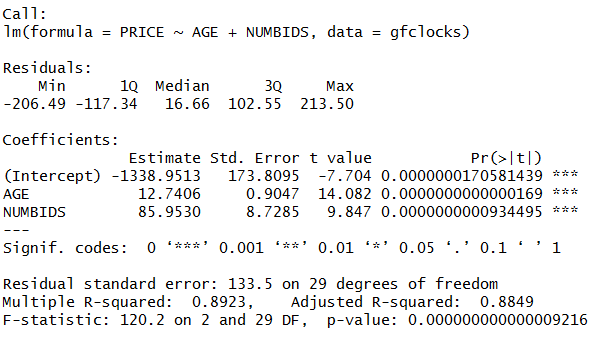 Call:
lm(formula = PRICE ~ AGE + NUMBIDS, data = gfclocks)
Residuals:
Min 1Q Median 3Q Max
-206.49 -117.34 16.66 102.55 213.50
Coefficients:
Estimate Std. Error t value Pr(>|t|)
(Intercept) -1338.9513 173.8095 -7.704 0.0000000170581439 ***
AGE 12.7406 0.9047 14.082 0.0000000000000169 ***
NUMBIDS 85.9530 8.7285 9.847 0.0000000000934495 ***
---
Signif. codes: 0 ‘***’ 0.001 ‘**’ 0.01 ‘*’ 0.05 ‘.’ 0.1 ‘ ’ 1
Residual standard error: 133.5 on 29 degrees of freedom
Multiple R-squared: 0.8923, Adjusted R-squared: 0.8849
F-statistic: 120.2 on 2 and 29 DF, p-value: 0.000000000000009216